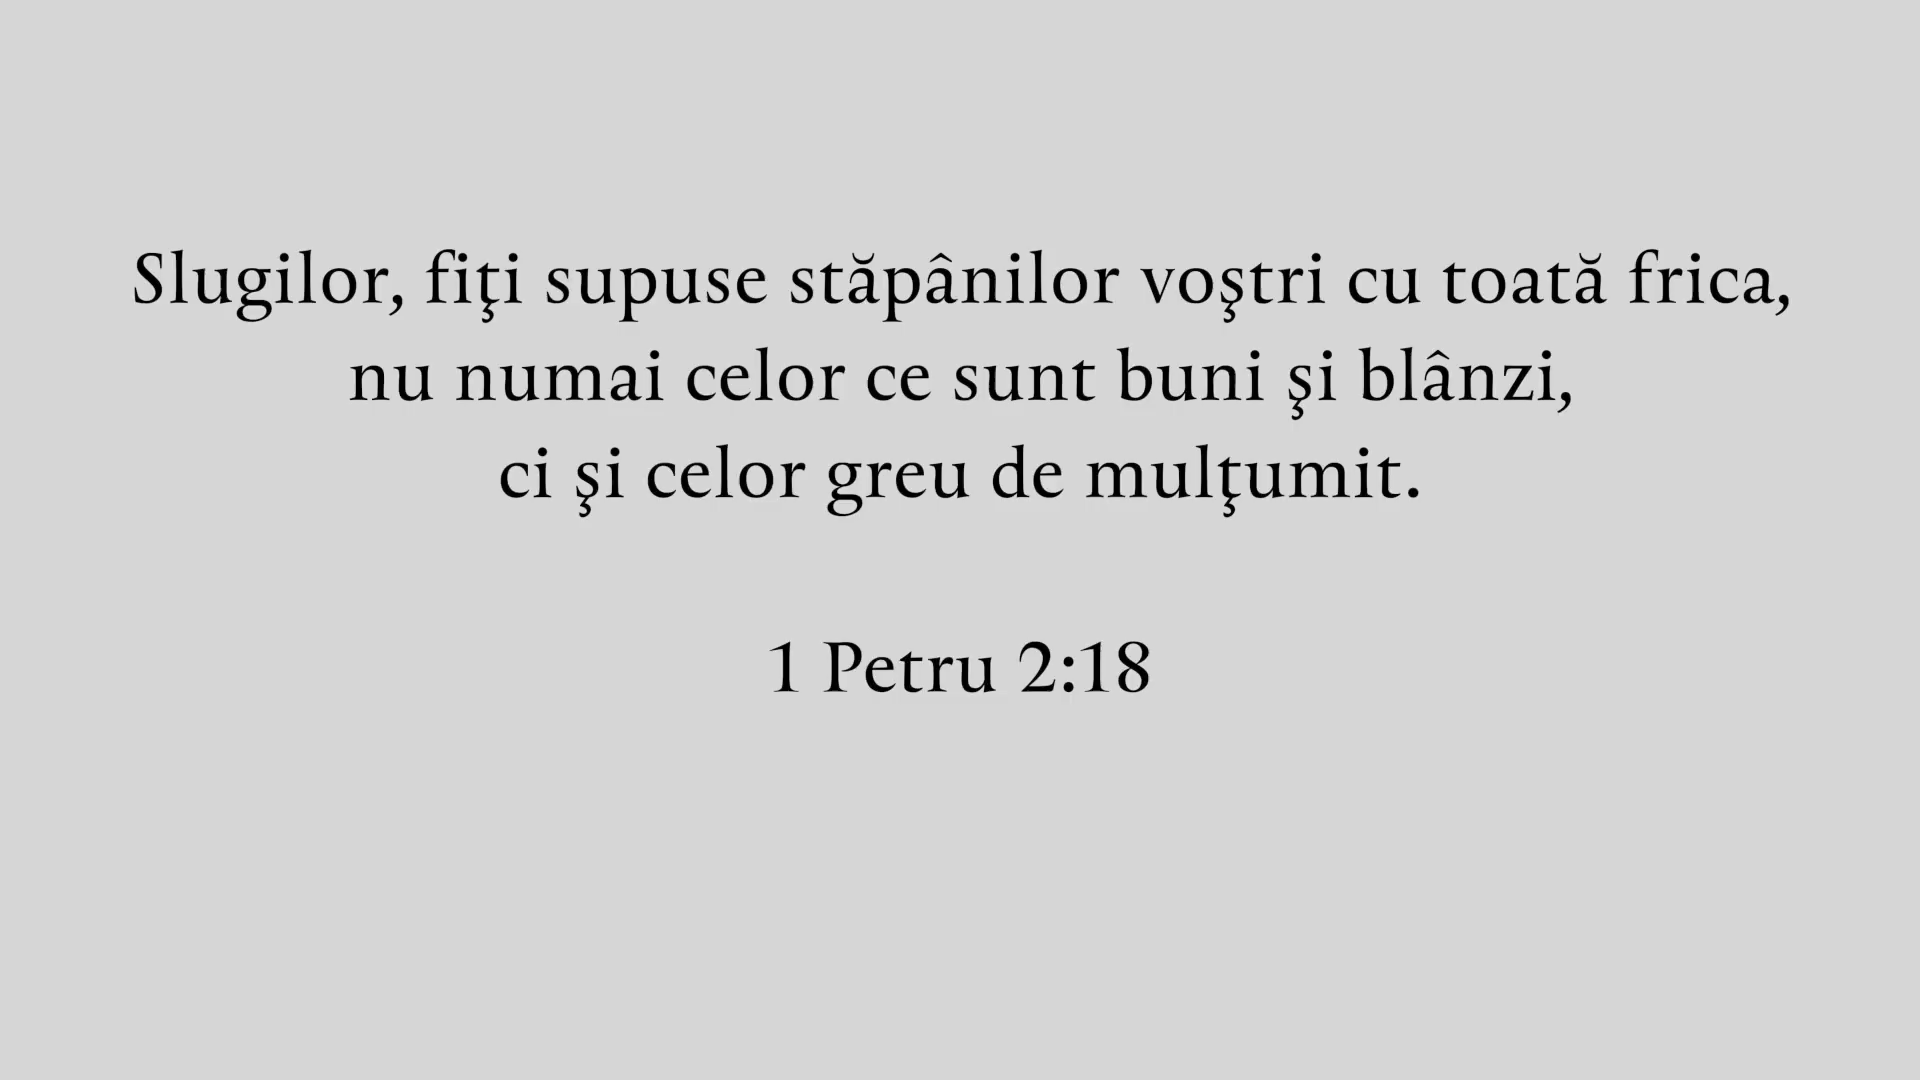 Slugilor, fiţi supuse stăpânilor voştri cu toată frica,
nu numai celor ce sunt buni şi blânzi,
ci şi celor greu de mulţumit.
1 Petru 2:18